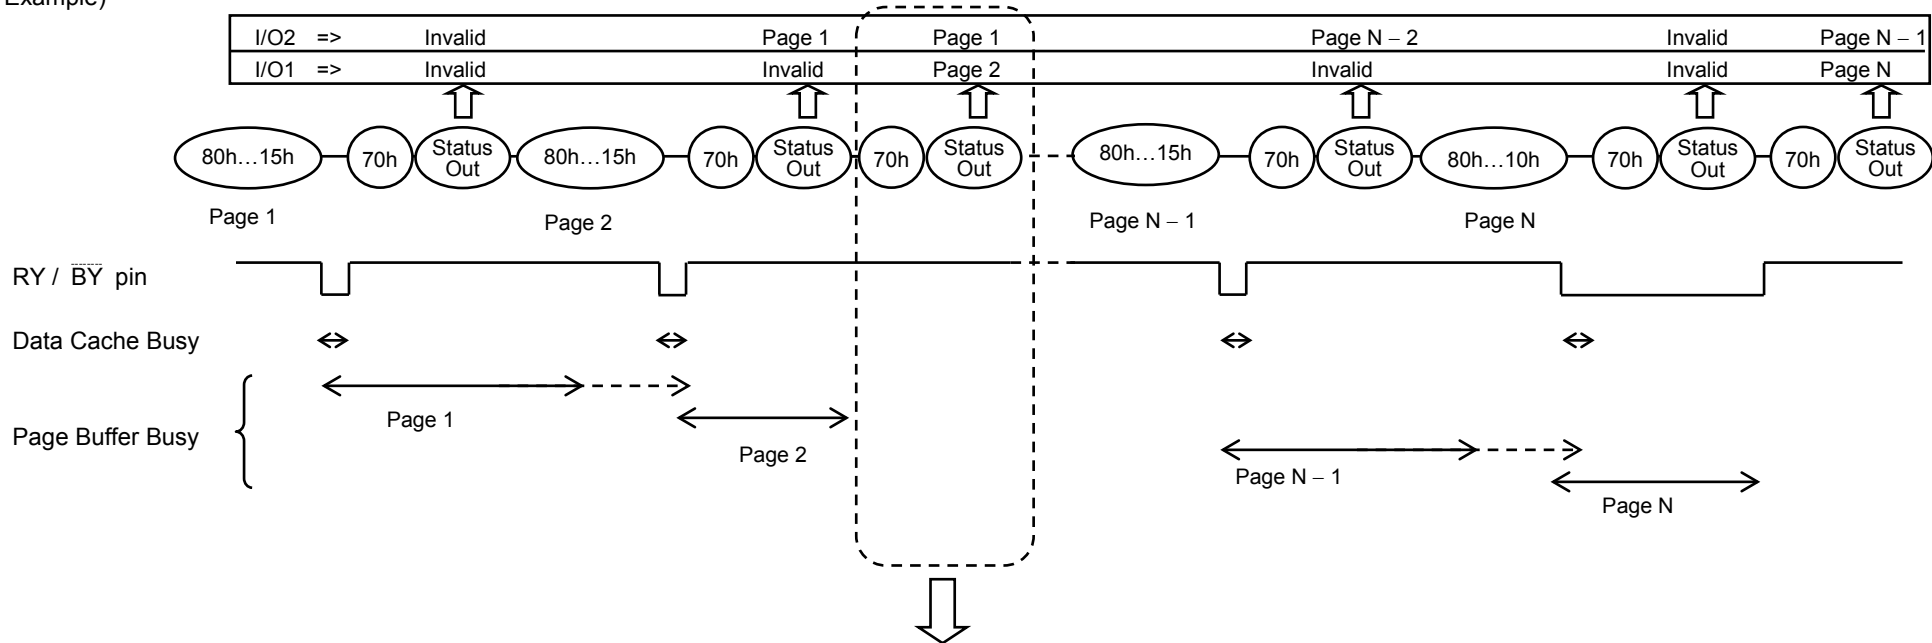 Example)
I/O2 => Invalid Page 1 Page 1 Page N – 2 Invalid Page N – 1
I/O1 => Invalid Invalid Page 2 Invalid Invalid Page N
80h…15h 70h Status Out 80h…15h 70h Status Out 70h Status Out 80h…15h 70h Status Out 80h…10h 70h Status Out 70h Status Out
Page 1 Page 2 Page N – 1 Page N
RY / BY pin
Data Cache Busy
Page Buffer Busy
Page 1
Page 2
Page N – 1
Page N